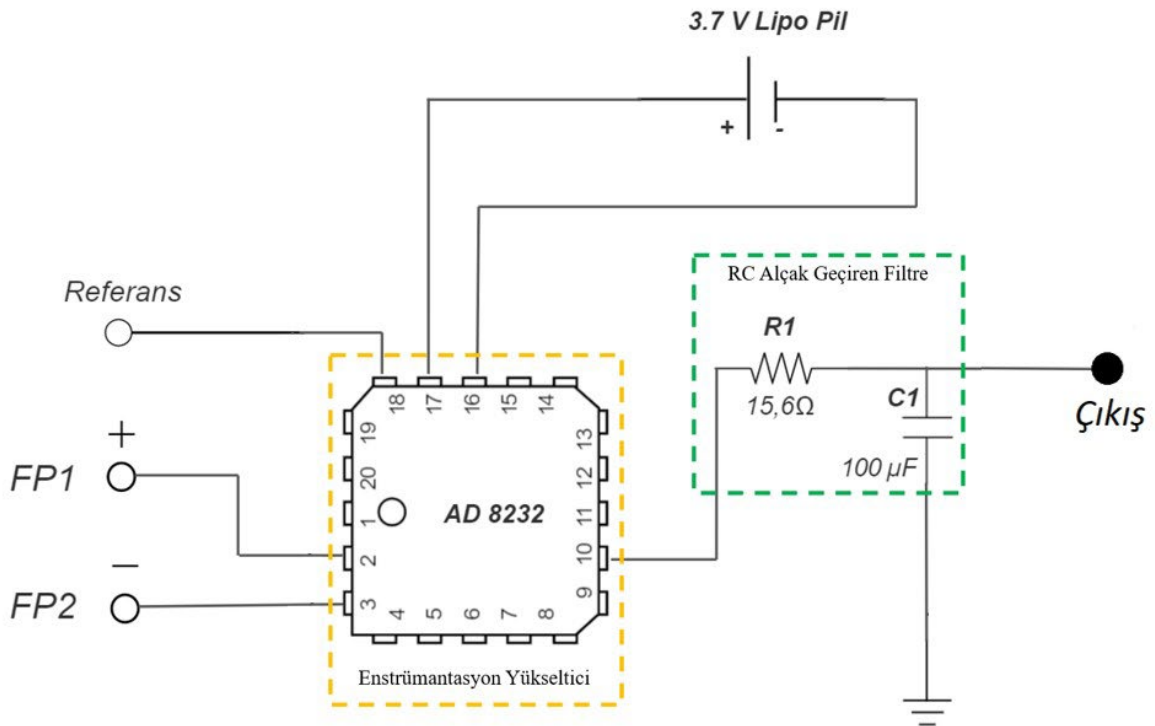 3.7 V Lipo Pil
+ -
RC Alçak Geçiren Filtre
Referans
R1
15,6Ω
C1
100 µF
Çıkış
18 17 16 15 14
19
20
1
2
3
13
12
11
10
9
4 5 6 7 8
+
FP1
AD 8232
−
FP2
Enstrümantasyon Yükseltici